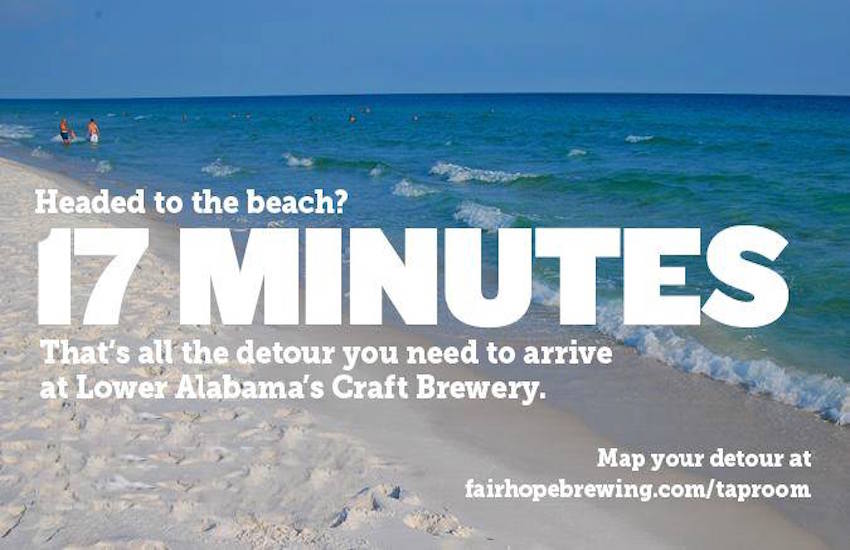 Headed to the beach?
17 MINUTES
That's all the detour you need to arrive
at Lower Alabama's Craft Brewery.
Map your detour at
fairhopebrewing.com/taproom